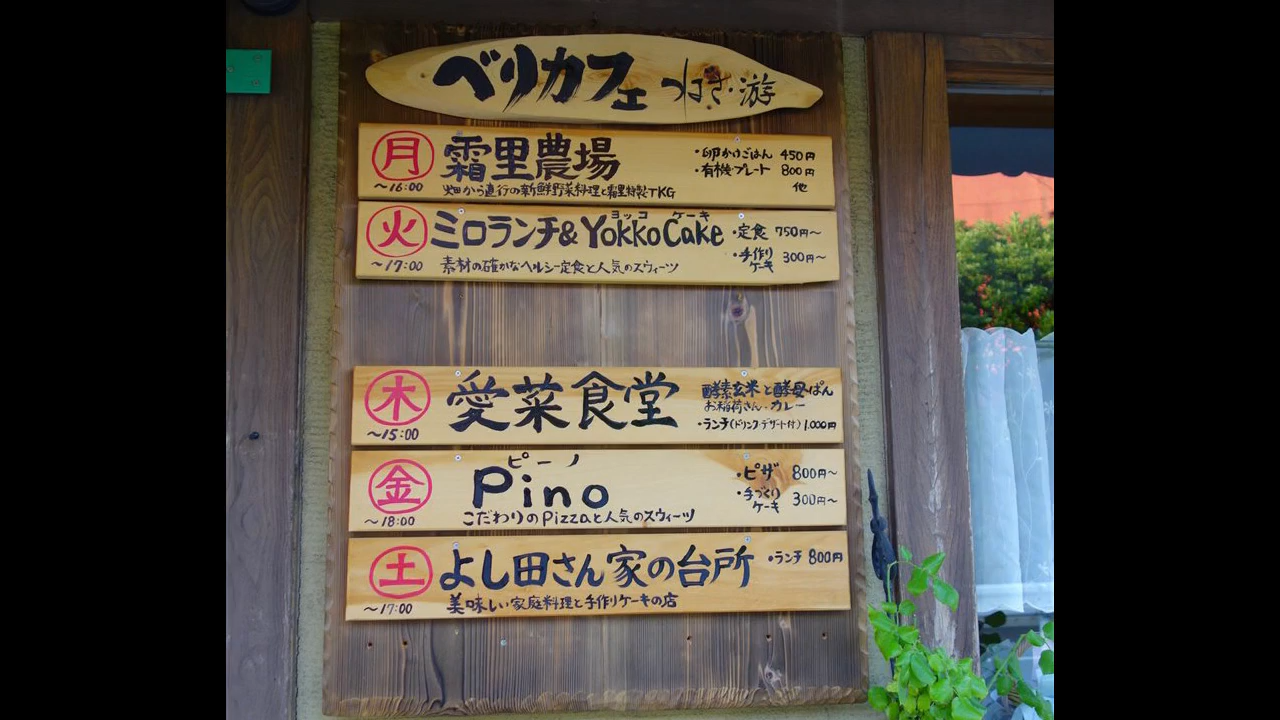 べりカフェ つばさ・游
月 霜里農場 ・卵かけごはん 450円
・有機プレート 800円
〜16:00 畑から直行の新鮮野菜料理と霜里特製TKG 他
ヨッコ ケーキ
火 ミロランチ&YokkoCake ・定食 750円〜
・手作りケーキ 300円〜
〜17:00 素材の確かなヘルシー定食と人気のスウィーツ
木 愛菜食堂 酵素玄米と酵母ぱん
お稲荷さん・カレー
〜15:00 ・ランチ(ドリンク・デザート付) 1,000円
ピーノ
金 Pino ・ピザ 800円〜
・手づくりケーキ 300円〜
〜18:00 こだわりのPizzaと人気のスウィーツ
土 よし田さん家の台所 ・ランチ 800円
〜17:00 美味しい家庭料理と手作りケーキの店